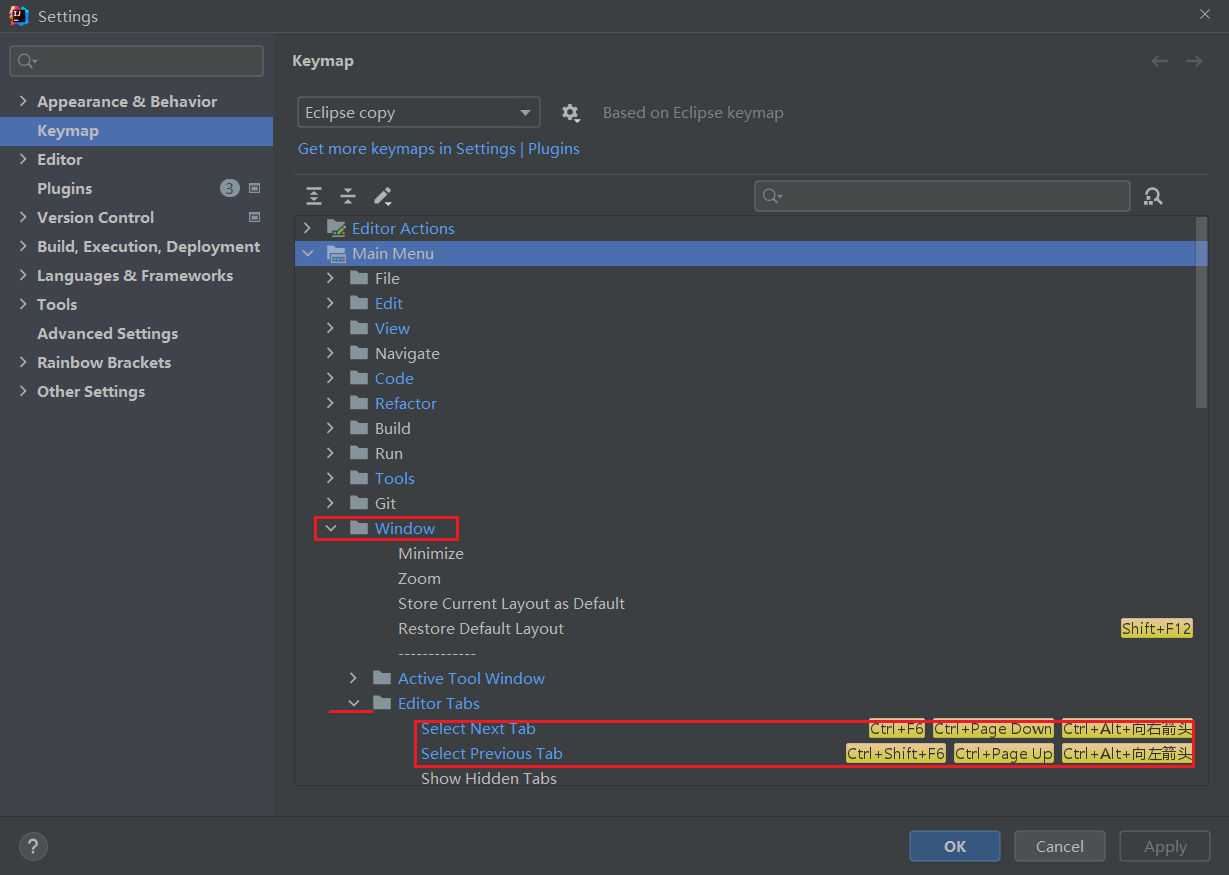 Settings
Appearance & Behavior
Keymap
Editor
Plugins 3
Version Control
Build, Execution, Deployment
Languages & Frameworks
Tools
Advanced Settings
Rainbow Brackets
Other Settings
Keymap
Eclipse copy
Based on Eclipse keymap
Get more keymaps in Settings | Plugins
Editor Actions
Main Menu
File
Edit
View
Navigate
Code
Refactor
Build
Run
Tools
Git
Window
Minimize
Zoom
Store Current Layout as Default
Restore Default Layout Shift+F12
-------------
Active Tool Window
Editor Tabs
Select Next Tab Ctrl+F6 Ctrl+Page Down Ctrl+Alt+向右箭头
Select Previous Tab Ctrl+Shift+F6 Ctrl+Page Up Ctrl+Alt+向左箭头
Show Hidden Tabs
?
OK
Cancel
Apply